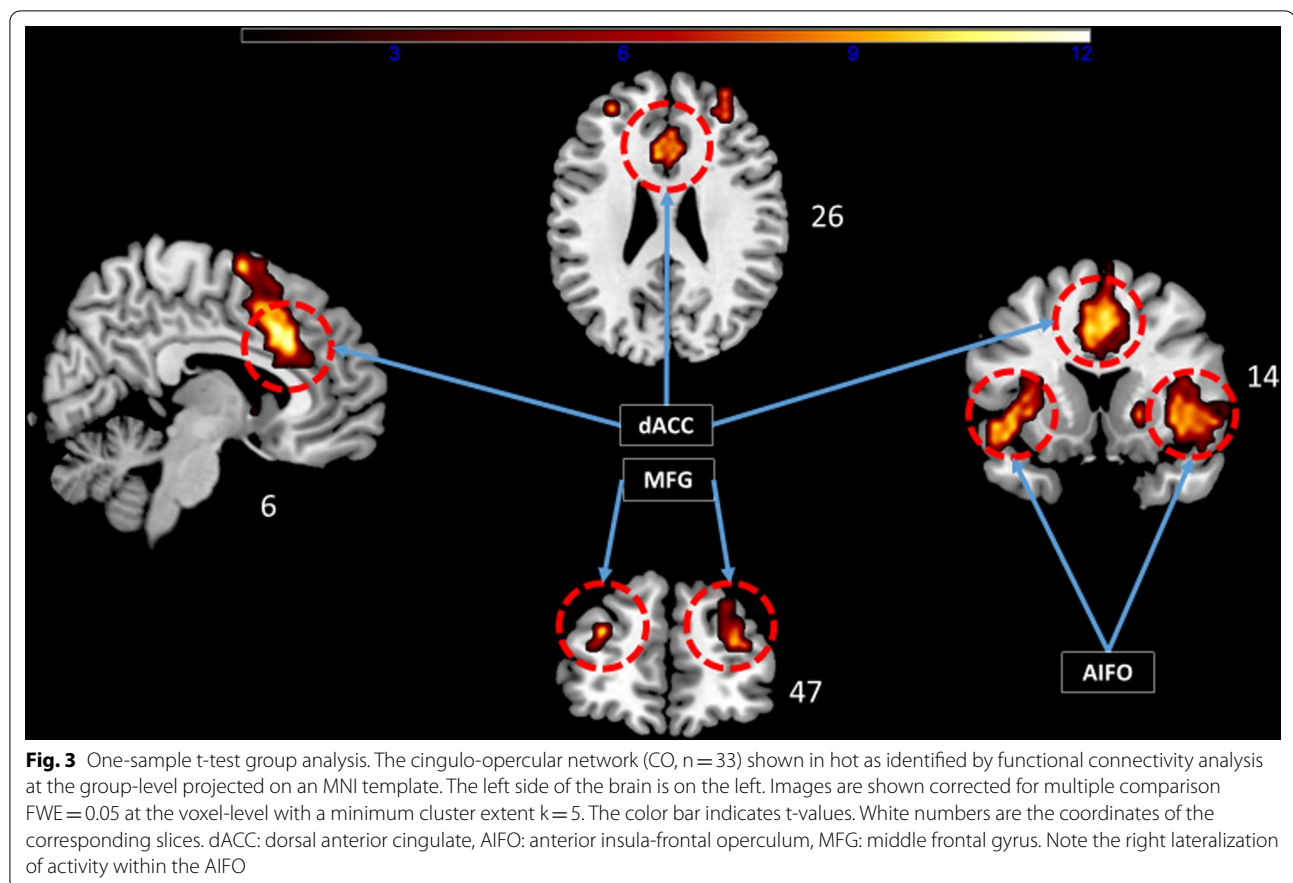 3 6 9 12
26
14
dACC
MFG
6
47
AIFO
Fig. 3 One-sample t-test group analysis. The cingulo-opercular network (CO, n = 33) shown in hot as identified by functional connectivity analysis
at the group-level projected on an MNI template. The left side of the brain is on the left. Images are shown corrected for multiple comparison
FWE = 0.05 at the voxel-level with a minimum cluster extent k = 5. The color bar indicates t-values. White numbers are the coordinates of the
corresponding slices. dACC: dorsal anterior cingulate, AIFO: anterior insula-frontal operculum, MFG: middle frontal gyrus. Note the right lateralization
of activity within the AIFO